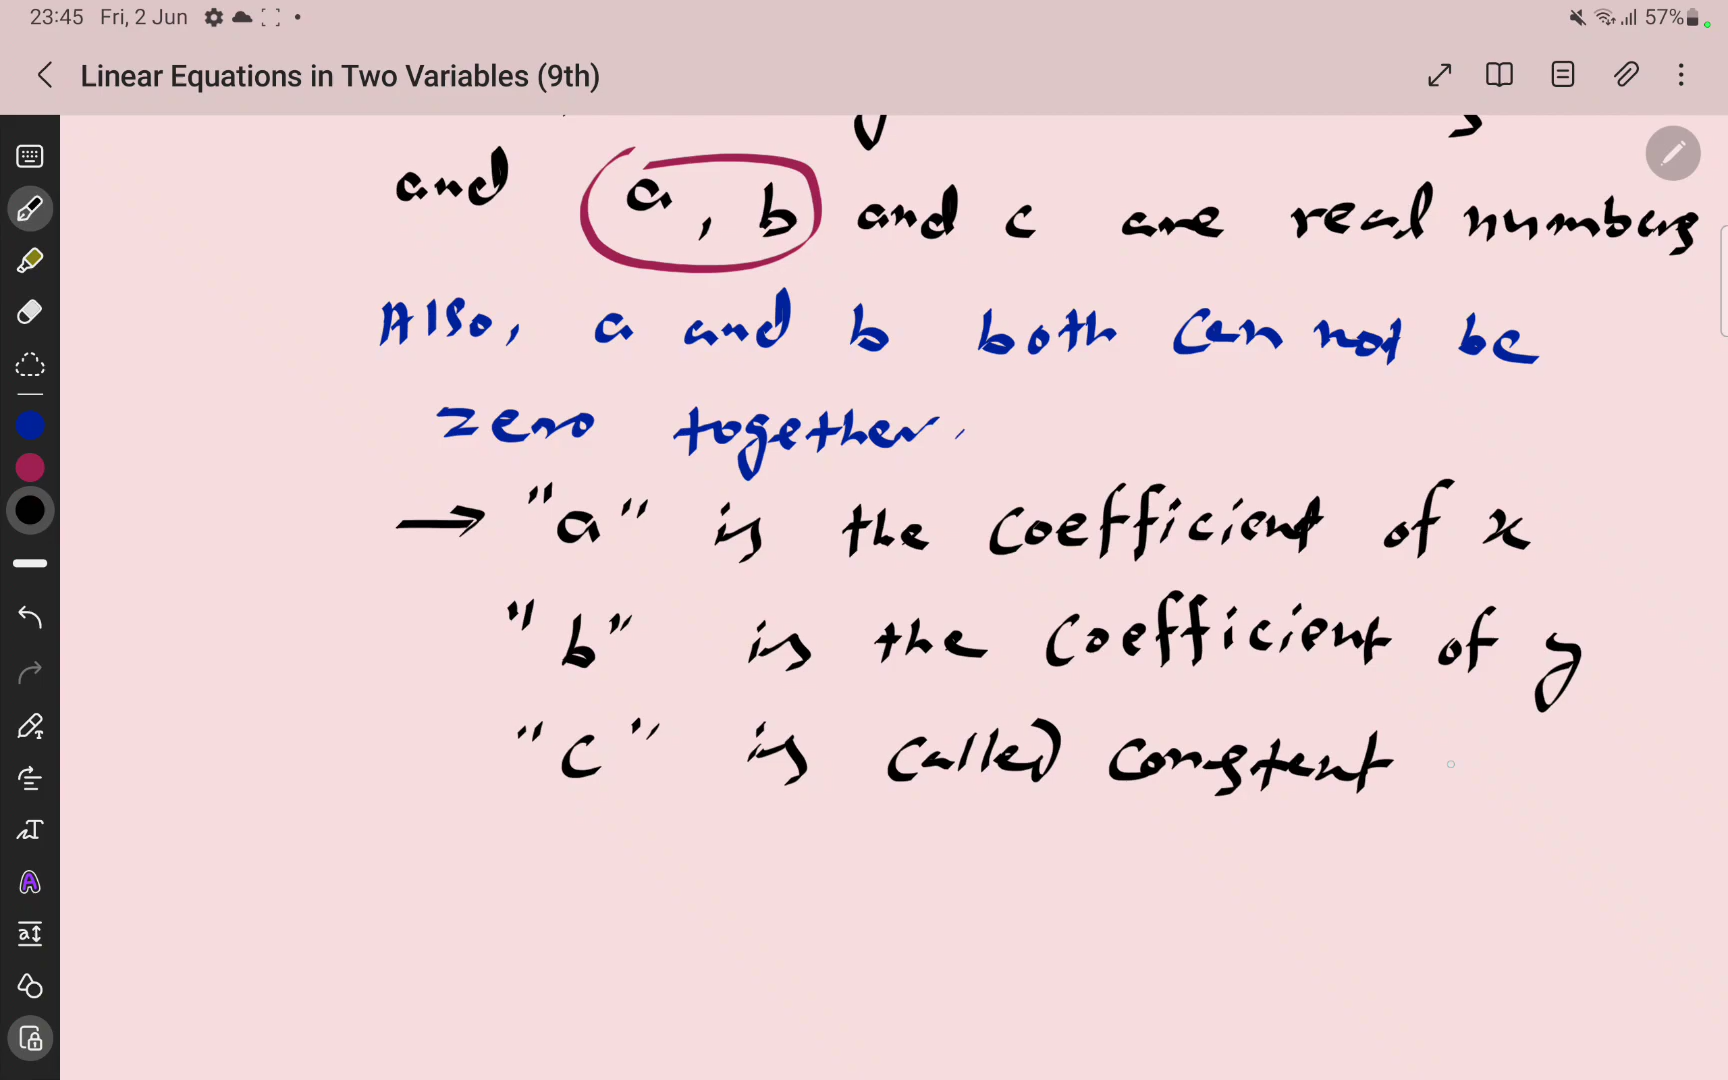 23:45 Fri, 2 Jun 57%
Linear Equations in Two Variables (9th)
and a, b and c are real numbers
Also, a and b both can not be
zero together.
→ "a" is the coefficient of x
"b" is the coefficient of y
"c" is called constent